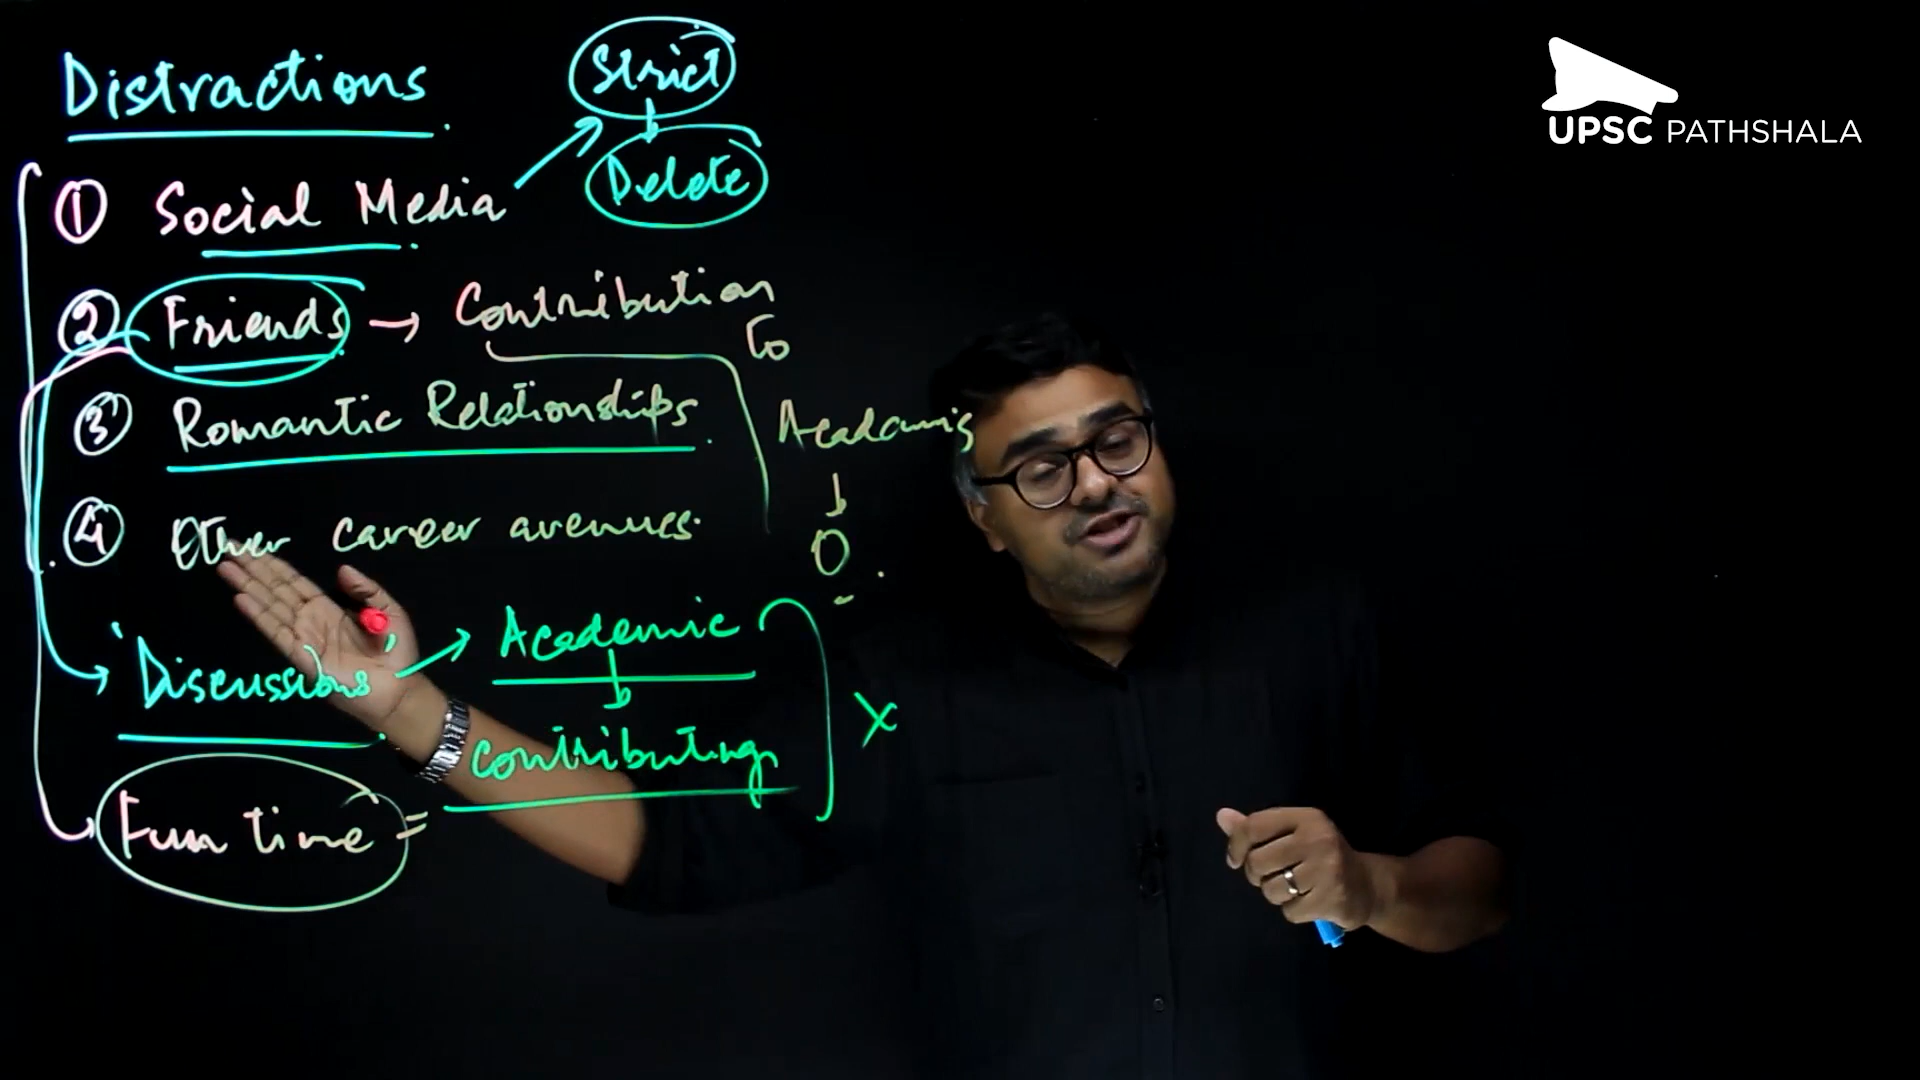 Distractions
Strict
Delete
UPSC PATHSHALA
① Social Media
② Friends → Contribution
to
Academics
0
③ Romantic Relationships
④ Other career avenues.
'Discussions' → Academic
contributing
X
Fun time =